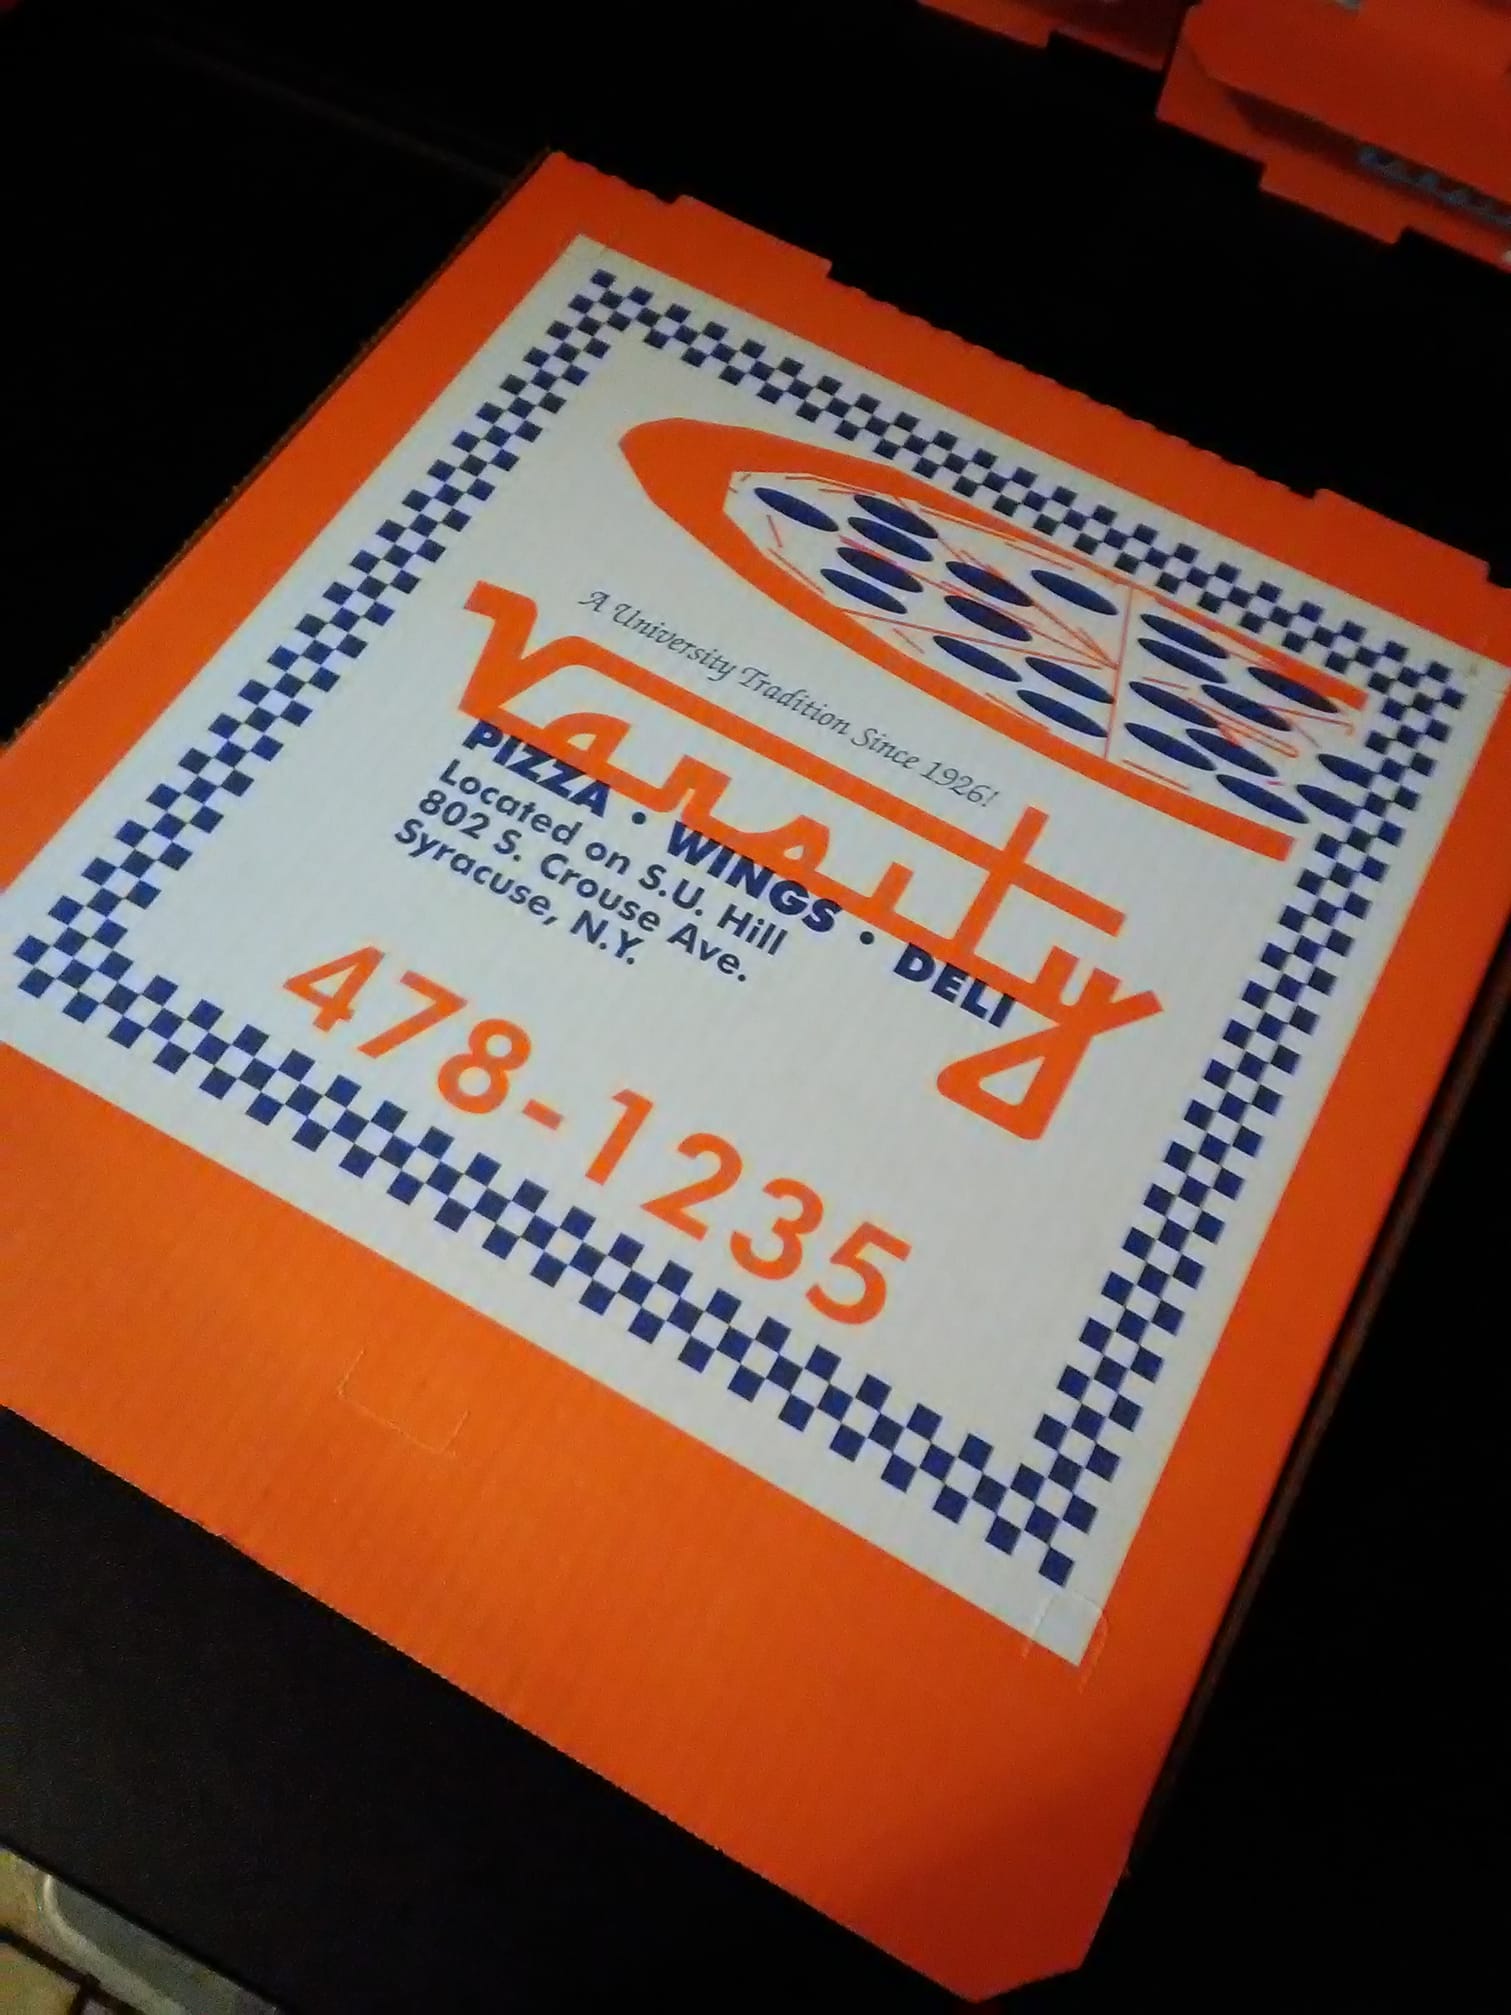 A University Tradition Since 1926!
Varsity
PIZZA • WINGS • DELI
Located on S.U. Hill
802 S. Crouse Ave.
Syracuse, N.Y.
478-1235